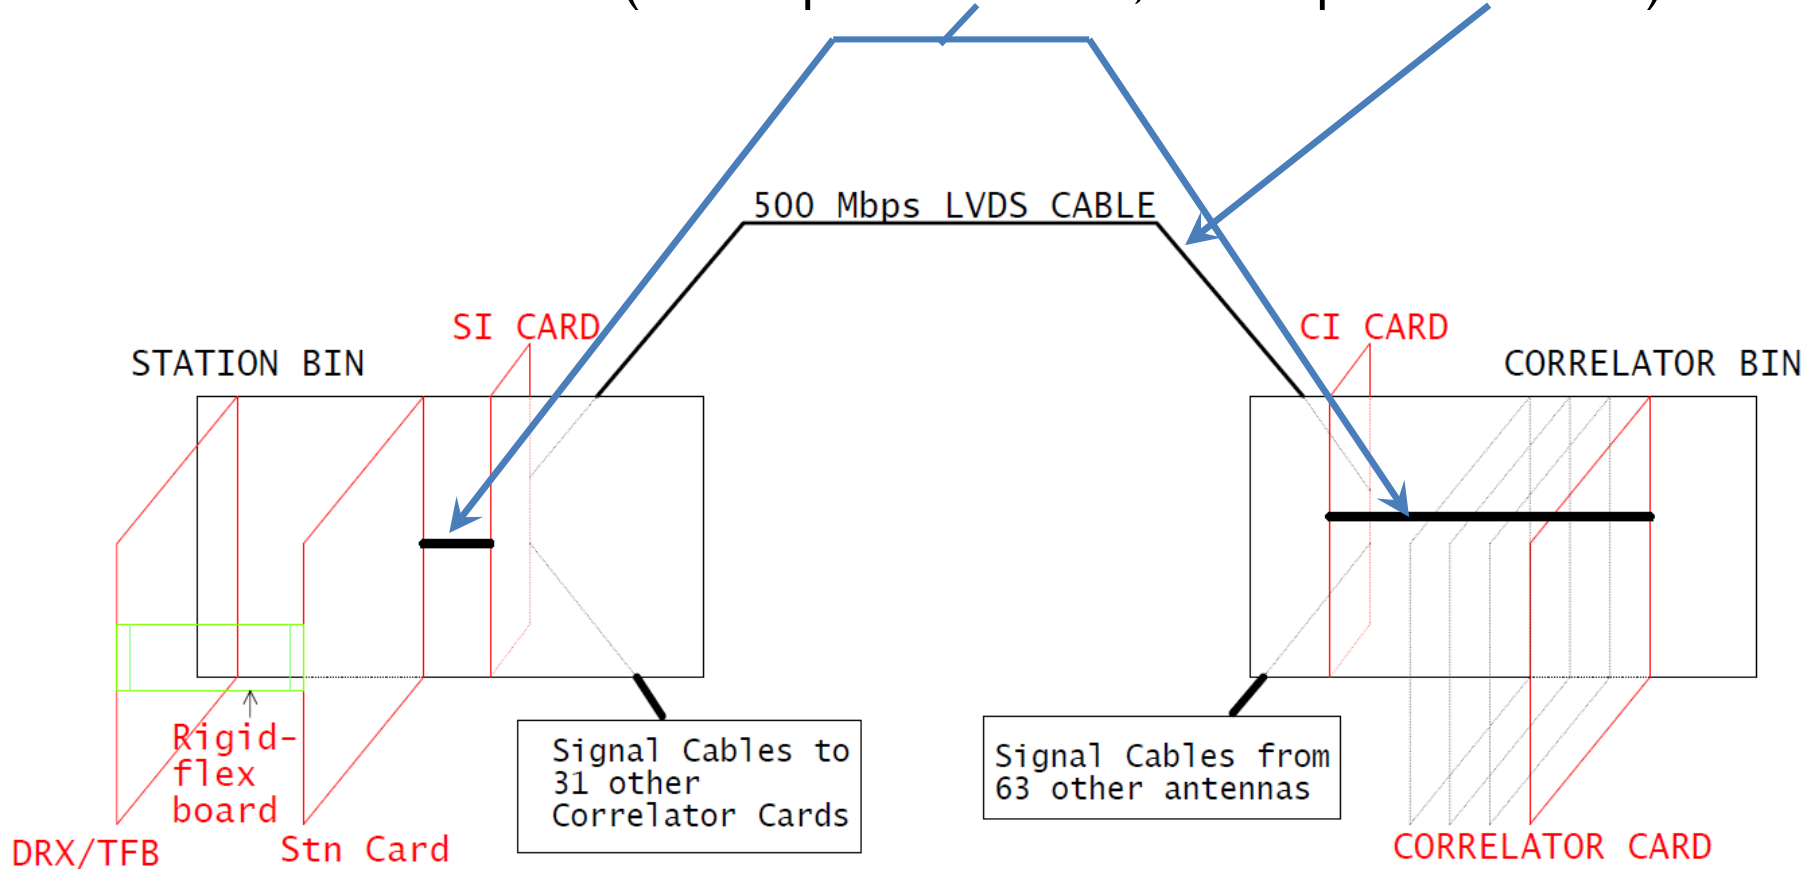 500 Mbps LVDS CABLE
SI CARD
CI CARD
STATION BIN
CORRELATOR BIN
Rigid-
flex
board
Signal Cables to
31 other
Correlator Cards
Signal Cables from
63 other antennas
DRX/TFB
Stn Card
CORRELATOR CARD